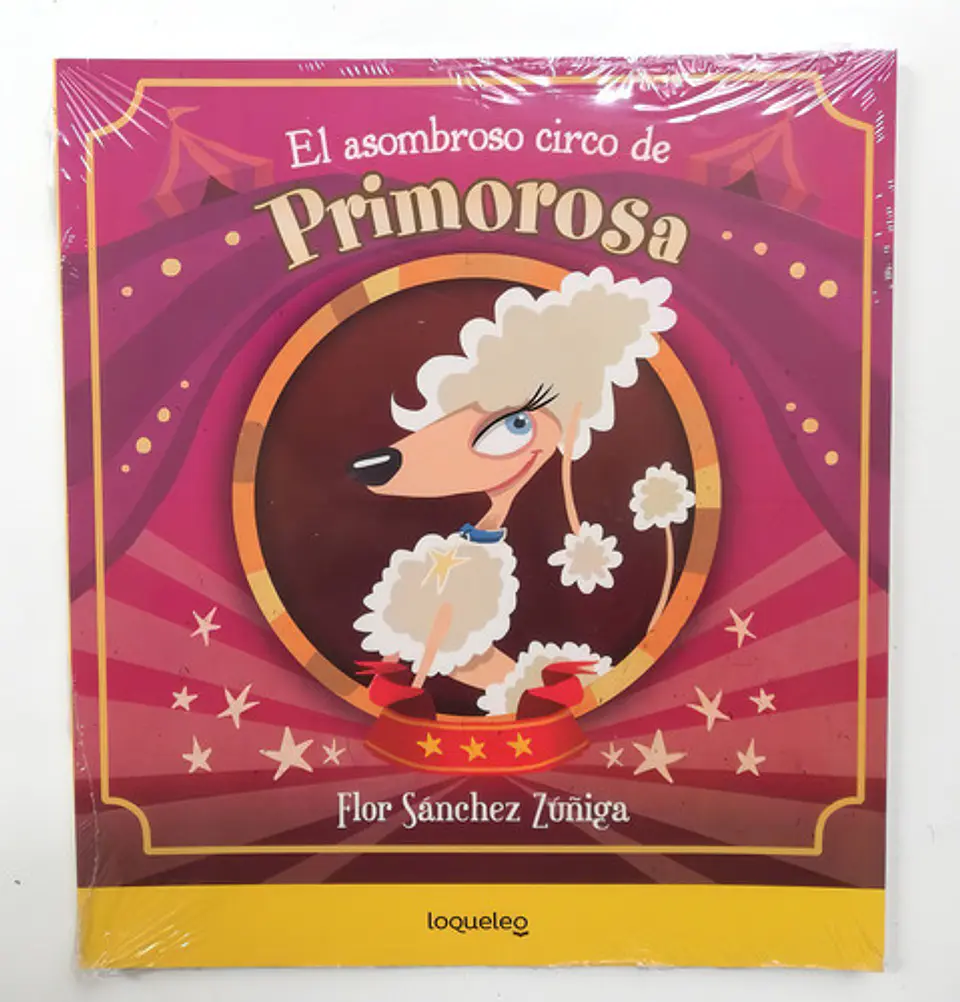 El asombroso circo de
Primorosa
Flor Sánchez Zúñiga
loqueleo